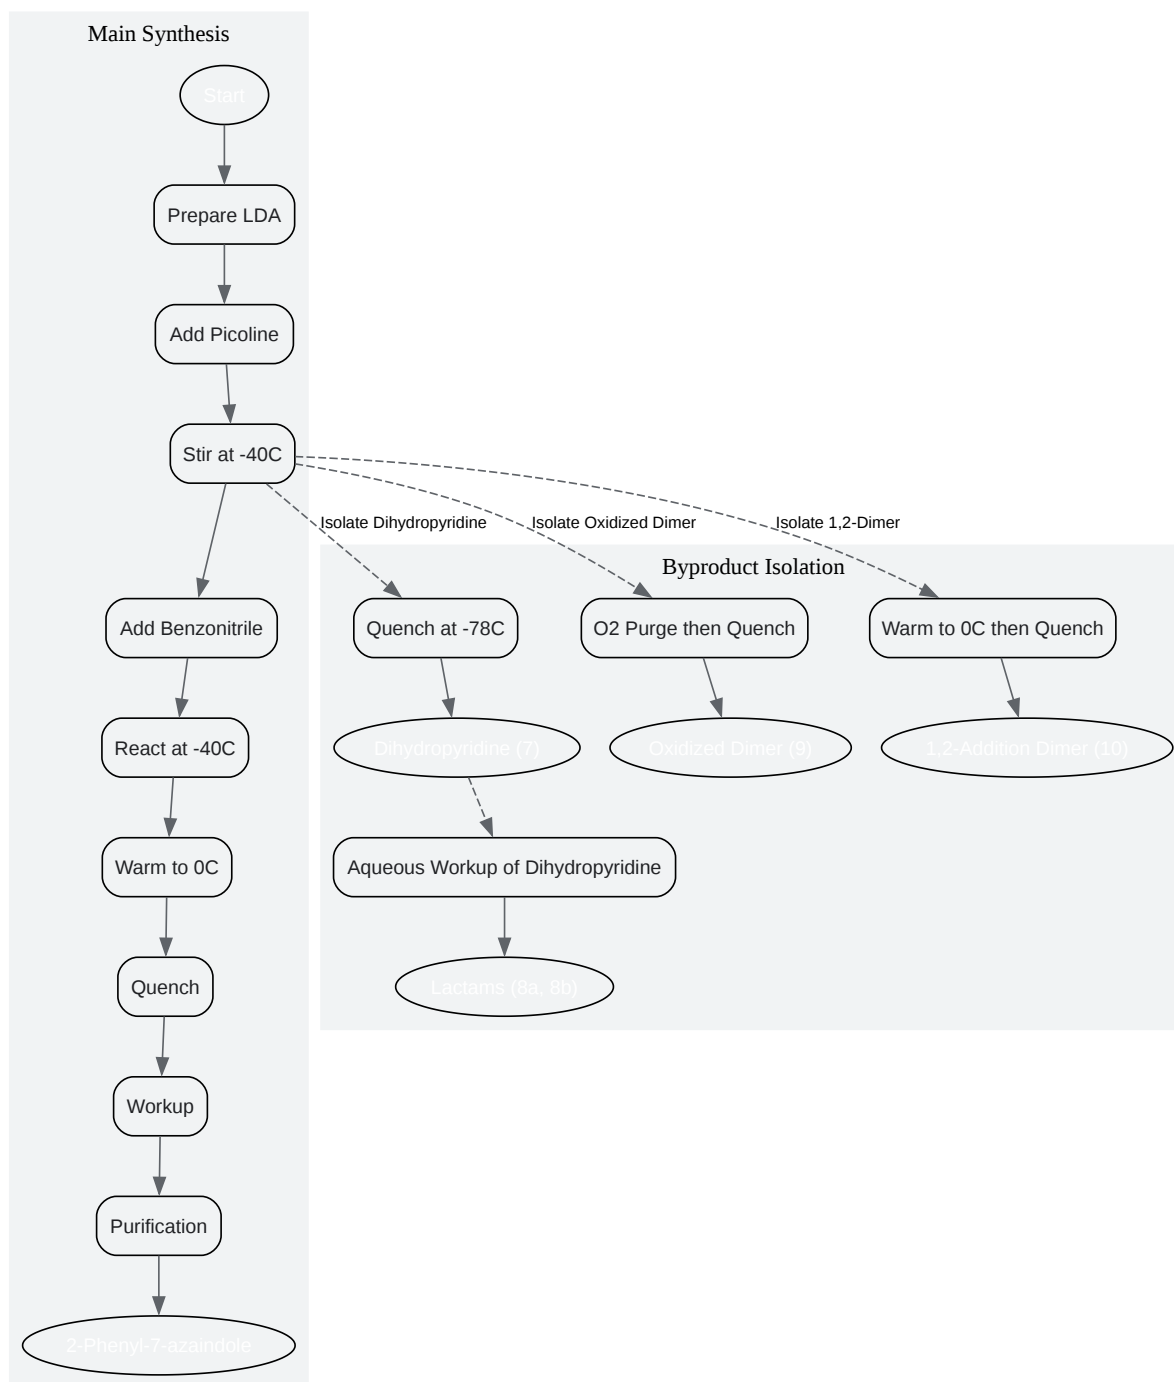 Main Synthesis
Start
Prepare LDA
Add Picoline
Stir at -40C
Isolate Dihydropyridine
Isolate Oxidized Dimer
Isolate 1,2-Dimer
Byproduct Isolation
Add Benzonitrile
Quench at -78C
O2 Purge then Quench
Warm to 0C then Quench
React at -40C
Dihydropyridine (7)
Oxidized Dimer (9)
1,2-Addition Dimer (10)
Warm to 0C
Aqueous Workup of Dihydropyridine
Quench
Lactams (8a, 8b)
Workup
Purification
2-Phenyl-7-azaindole